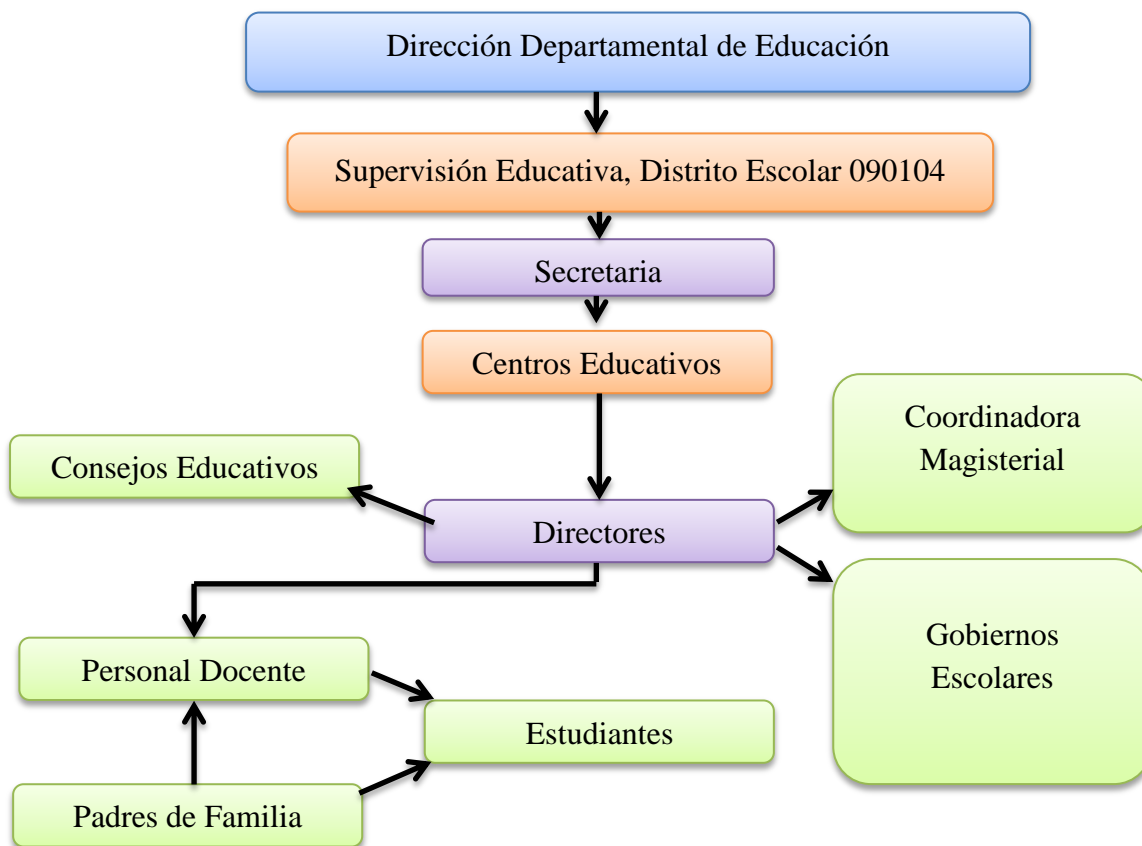 Dirección Departamental de Educación
Supervisión Educativa, Distrito Escolar 090104
Secretaria
Centros Educativos
Coordinadora
Magisterial
Consejos Educativos
Directores
Gobiernos
Escolares
Personal Docente
Estudiantes
Padres de Familia